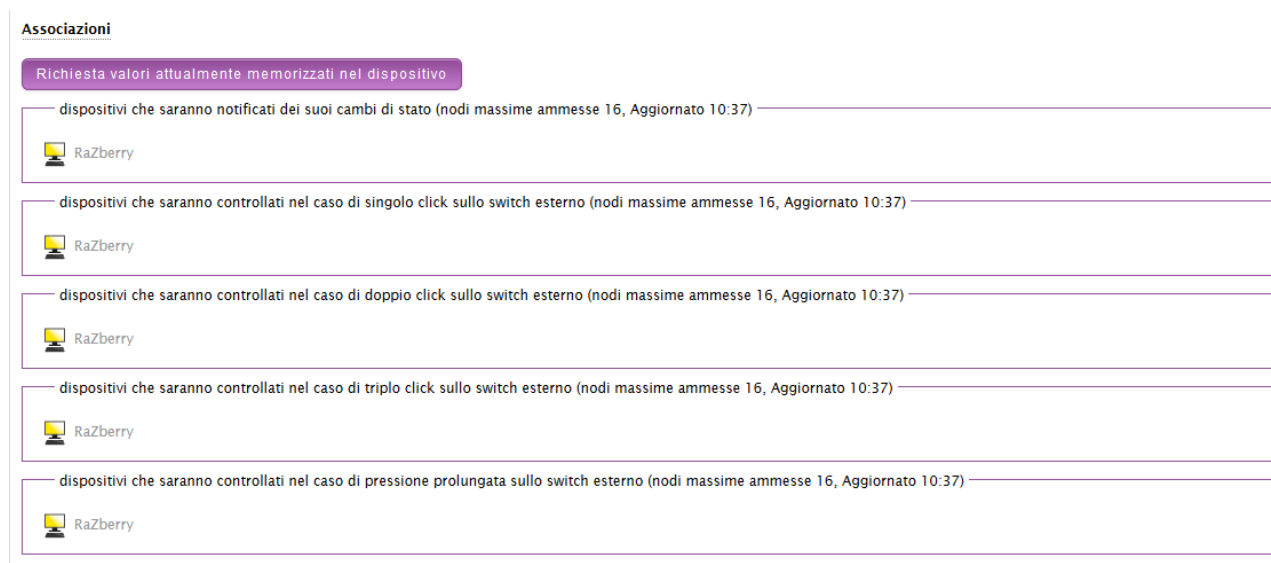 Associazioni
Richiesta valori attualmente memorizzati nel dispositivo
dispositivi che saranno notificati dei suoi cambi di stato (nodi massime ammesse 16, Aggiornato 10:37)
RaZberry
dispositivi che saranno controllati nel caso di singolo click sullo switch esterno (nodi massime ammesse 16, Aggiornato 10:37)
RaZberry
dispositivi che saranno controllati nel caso di doppio click sullo switch esterno (nodi massime ammesse 16, Aggiornato 10:37)
RaZberry
dispositivi che saranno controllati nel caso di triplo click sullo switch esterno (nodi massime ammesse 16, Aggiornato 10:37)
RaZberry
dispositivi che saranno controllati nel caso di pressione prolungata sullo switch esterno (nodi massime ammesse 16, Aggiornato 10:37)
RaZberry